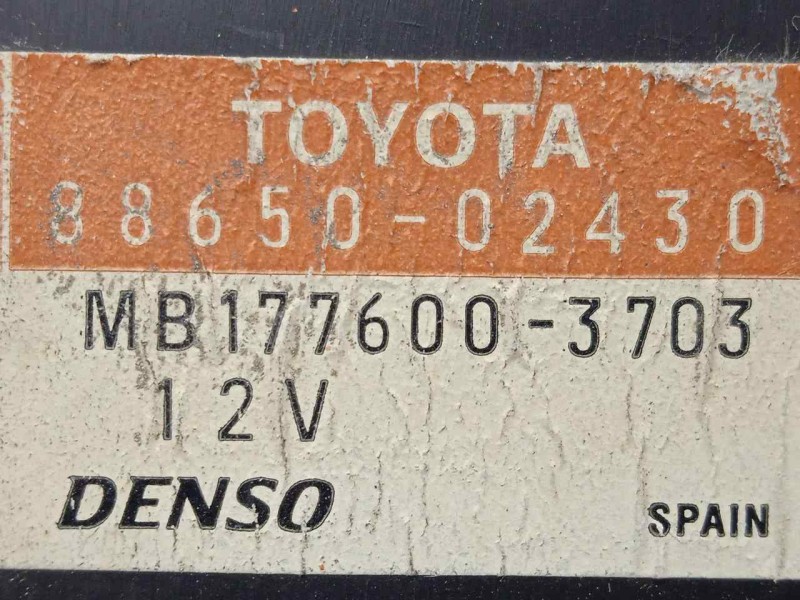 TOYOTA
88650-02430
MB177600-3703
12V
DENSO SPAIN